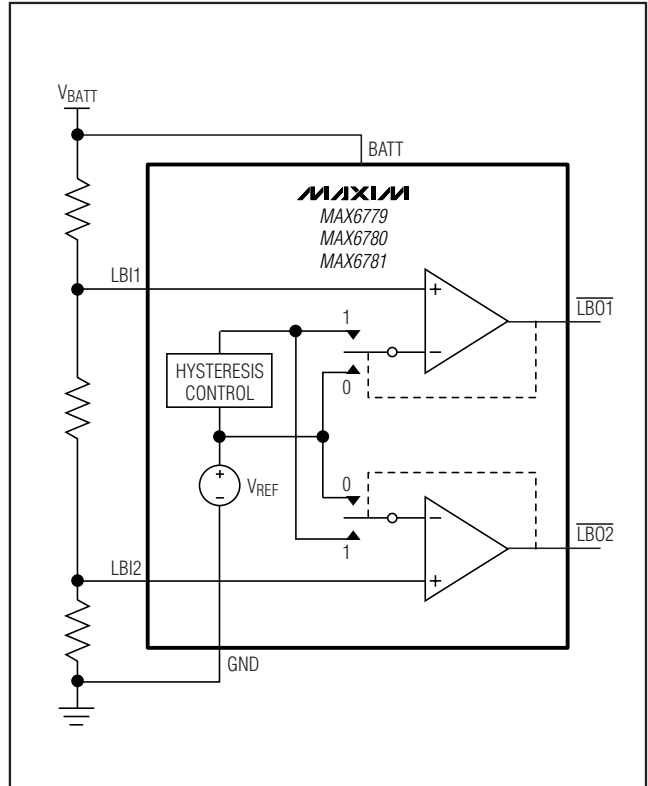 VBATT
BATT
MAXIM
MAX6779
MAX6780
MAX6781
LBI1
+
LBO1
1
−
HYSTERESIS
CONTROL
0
+
−
VREF
0
−
LBO2
1
LBI2
+
GND